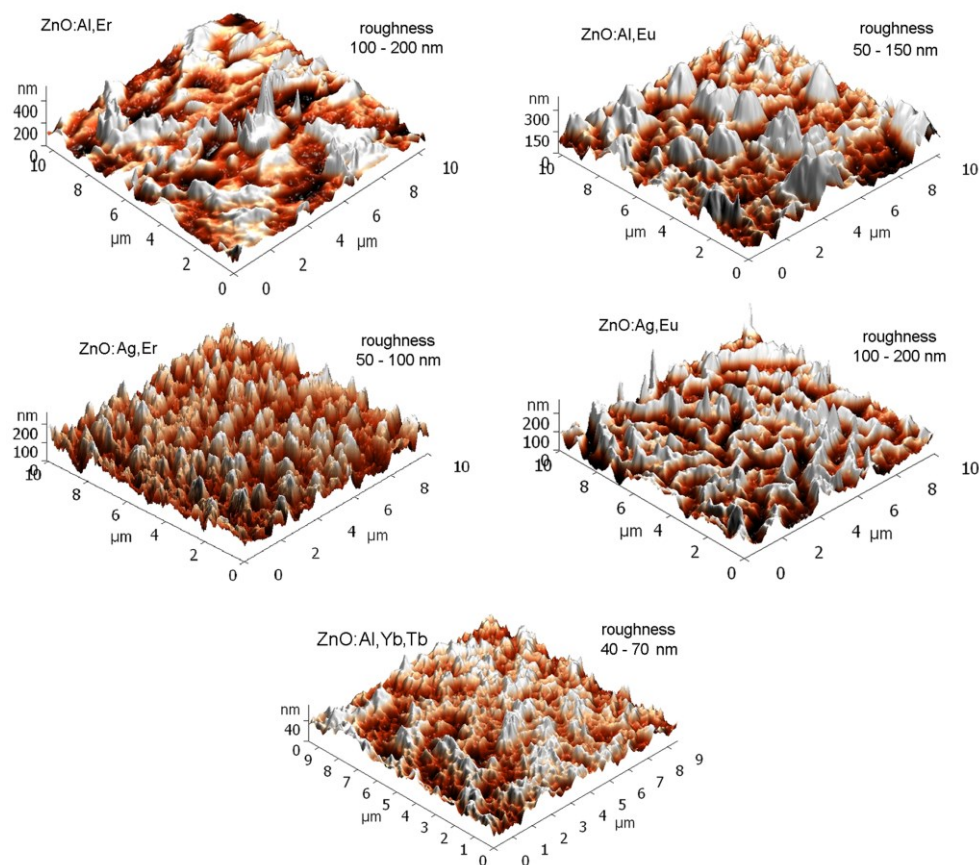 ZnO:Al,Er
roughness
100 - 200 nm
nm
400
200
0
10
8
6
μm
4
2
0
0
2
4
μm
6
8
10
ZnO:Al,Eu
roughness
50 - 150 nm
nm
300
150
0
10
8
6
μm
4
2
0
0
2
4
μm
6
8
10
ZnO:Ag,Er
roughness
50 - 100 nm
nm
200
100
0
10
8
6
μm
4
2
0
0
2
4
μm
6
8
10
ZnO:Ag,Eu
roughness
100 - 200 nm
nm
200
100
0
10
8
6
μm
4
2
0
0
2
4
μm
6
8
10
ZnO:Al,Yb,Tb
roughness
40 - 70 nm
nm
40
0
9
8
7
6
5
μm
4
3
2
1
0
0
1
2
3
4
μm
5
6
7
8
9